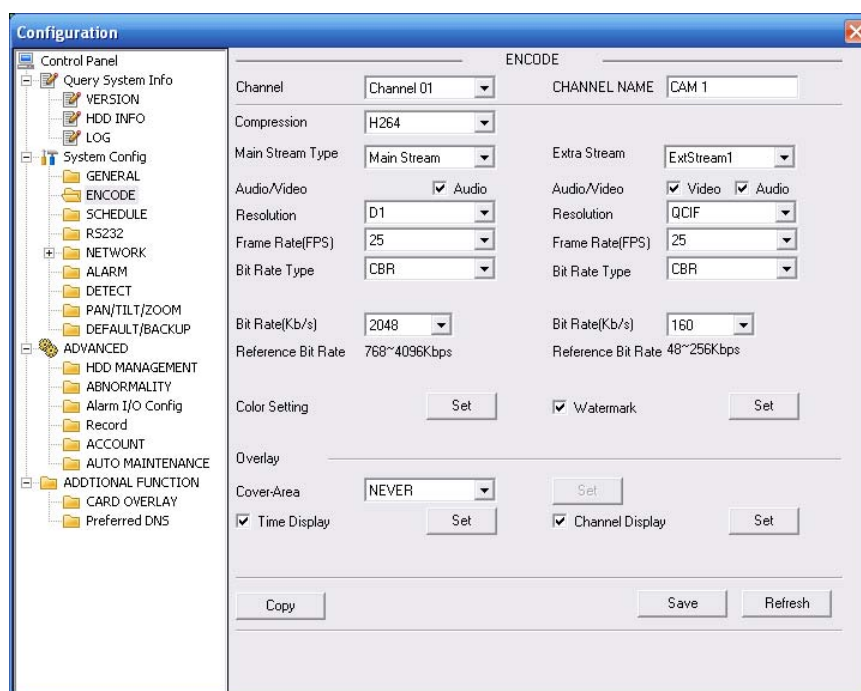 Configuration
Control Panel
Query System Info
VERSION
HDD INFO
LOG
System Config
GENERAL
ENCODE
SCHEDULE
RS232
NETWORK
ALARM
DETECT
PAN/TILT/ZOOM
DEFAULT/BACKUP
ADVANCED
HDD MANAGEMENT
ABNORMALITY
Alarm I/O Config
Record
ACCOUNT
AUTO MAINTENANCE
ADDTIONAL FUNCTION
CARD OVERLAY
Preferred DNS
ENCODE
Channel Channel 01 CHANNEL NAME CAM 1
Compression H264
Main Stream Type Main Stream Extra Stream ExtStream1
Audio/Video Audio Audio/Video Video Audio
Resolution D1 Resolution QCIF
Frame Rate(FPS) 25 Frame Rate(FPS) 25
Bit Rate Type CBR Bit Rate Type CBR
Bit Rate(Kb/s) 2048 Bit Rate(Kb/s) 160
Reference Bit Rate 768~4096Kbps Reference Bit Rate 48~256Kbps
Color Setting Set Watermark Set
Overlay
Cover-Area NEVER Set
Time Display Set Channel Display Set
Copy Save Refresh